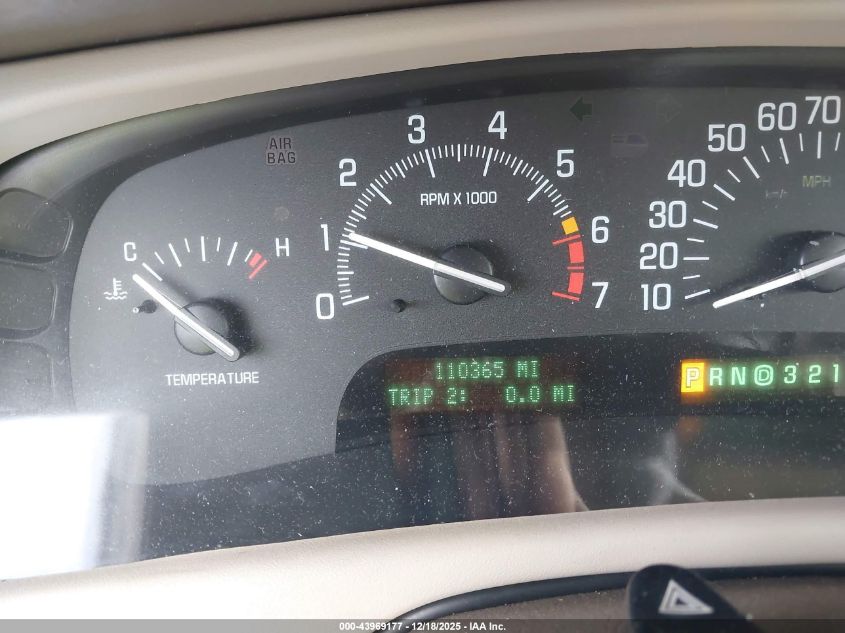 AIR
BAG
C
H
TEMPERATURE
0
1
2
3
4
5
6
7
RPM X 1000
10
20
30
40
50
60
70
MPH
110365 MI
TRIP 2: 0.0 MI
P R N D 3 2 1
000-43969177 - 12/18/2025 - IAA Inc.